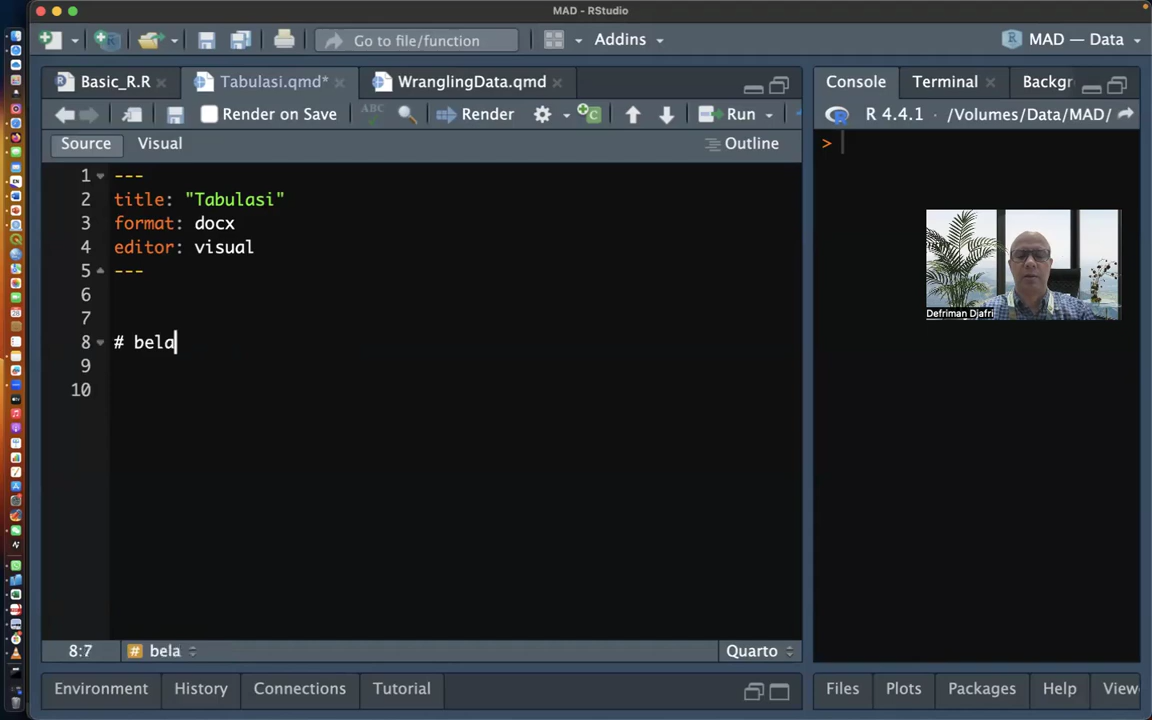 MAD - RStudio
Go to file/function
Addins
MAD — Data
Basic_R.R
Tabulasi.qmd*
WranglingData.qmd
Console
Terminal
Backgr
Render on Save
ABC
Render
Run
R 4.4.1 · /Volumes/Data/MAD/
Source
Visual
Outline
>
1 ---
2 title: "Tabulasi"
3 format: docx
4 editor: visual
5 ---
6
7
8 # bela
9
10
Defriman Djafri
8:7
# bela
Quarto
Environment
History
Connections
Tutorial
Files
Plots
Packages
Help
View